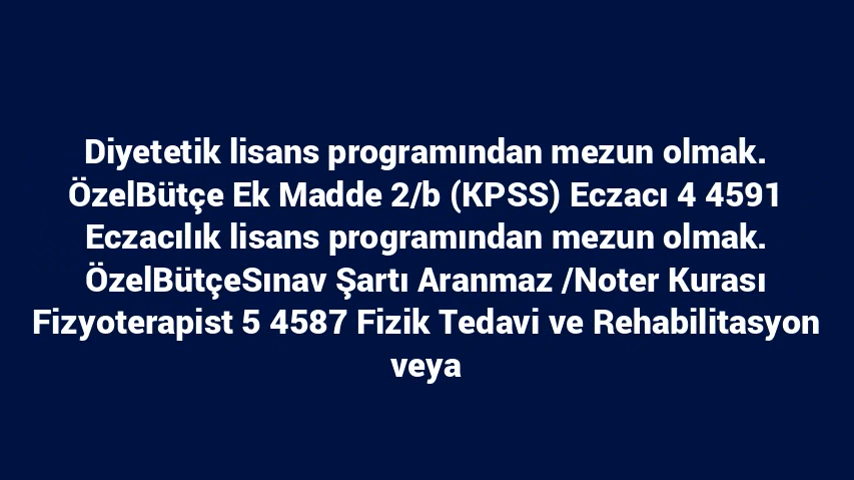 Diyetetik lisans programından mezun olmak.
ÖzelBütçe Ek Madde 2/b (KPSS) Eczacı 4 4591
Eczacılık lisans programından mezun olmak.
ÖzelBütçeSınav Şartı Aranmaz /Noter Kurası
Fizyoterapist 5 4587 Fizik Tedavi ve Rehabilitasyon
veya